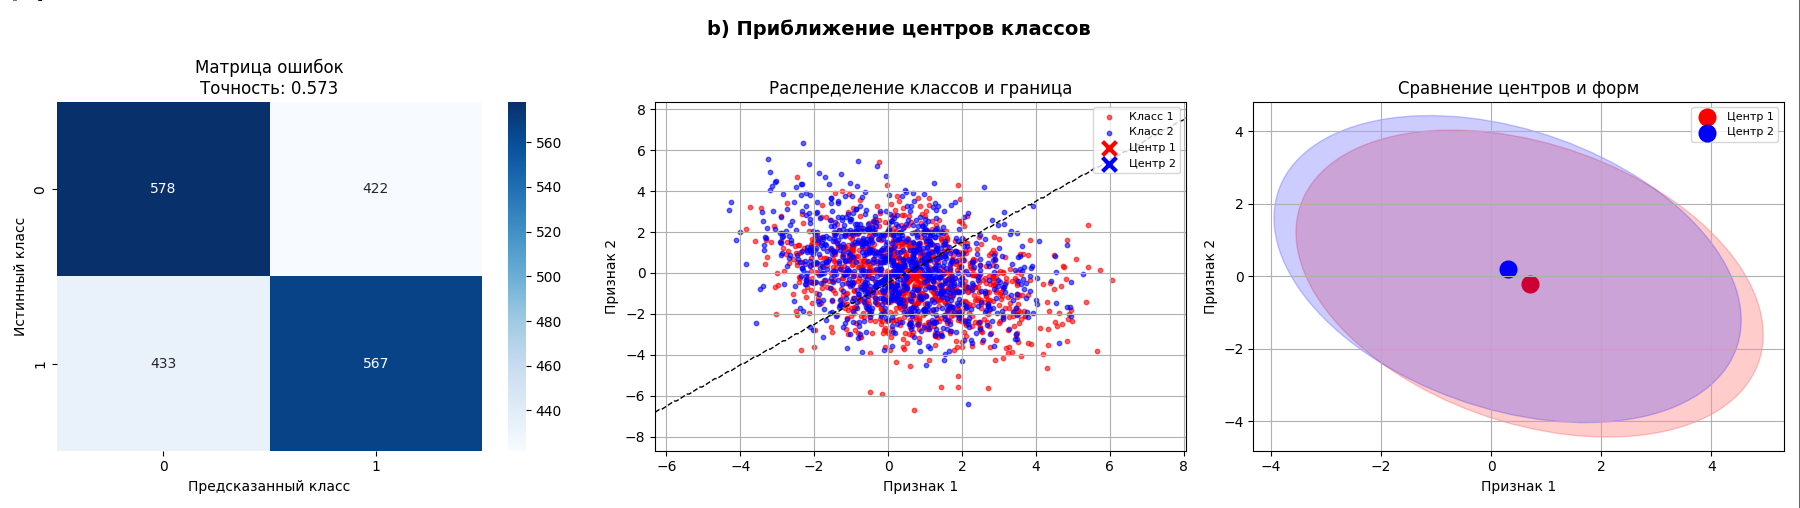 b) Приближение центров классов
Матрица ошибок
Точность: 0.573
578
422
433
567
0
1
Истинный класс
0
1
Предсказанный класс
560
540
520
500
480
460
440
Распределение классов и граница
Класс 1
Класс 2
Центр 1
Центр 2
8
6
4
2
0
−2
−4
−6
−8
Признак 2
−6
−4
−2
0
2
4
6
8
Признак 1
Сравнение центров и форм
Центр 1
Центр 2
4
2
0
−2
−4
Признак 2
−4
−2
0
2
4
Признак 1